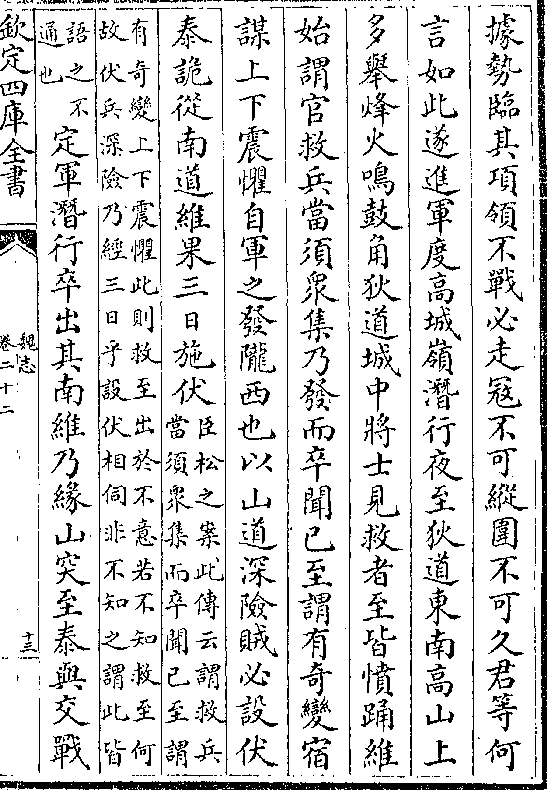 據勢臨其項領不戰必走寇不可縱圍不可久君等何
言如此遂進軍度高城嶺潛行夜至狄道東南高山上
多舉烽火鳴鼓角狄道城中將士見救者至皆憤踊維
始謂官救兵當須衆集乃發而卒聞已至謂有奇變宿
謀上下震懼自軍之發隴西也以山道深險賊必設伏
泰詭從南道維果三日施伏
臣松之案此傳云謂救兵
當須衆集而卒聞已至謂
有奇變上下震懼此則救至出於不意若不知救至何
故伏兵深險乃經三日乎設伏相伺非不知之謂此皆
語之不
通也
定軍潛行卒出其南維乃緣山突至泰與交戰
欽定四庫全書
魏志
卷二十二
十三